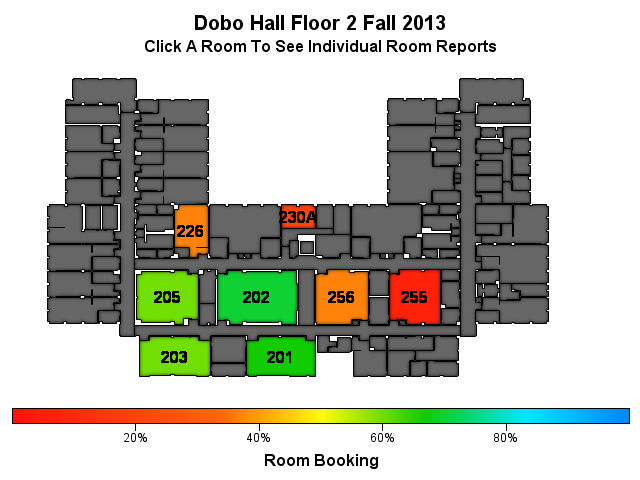 Dobo Hall Floor 2 Fall 2013
Click A Room To See Individual Room Reports
230A
226
205
202
256
255
203
201
20%
40%
60%
80%
Room Booking